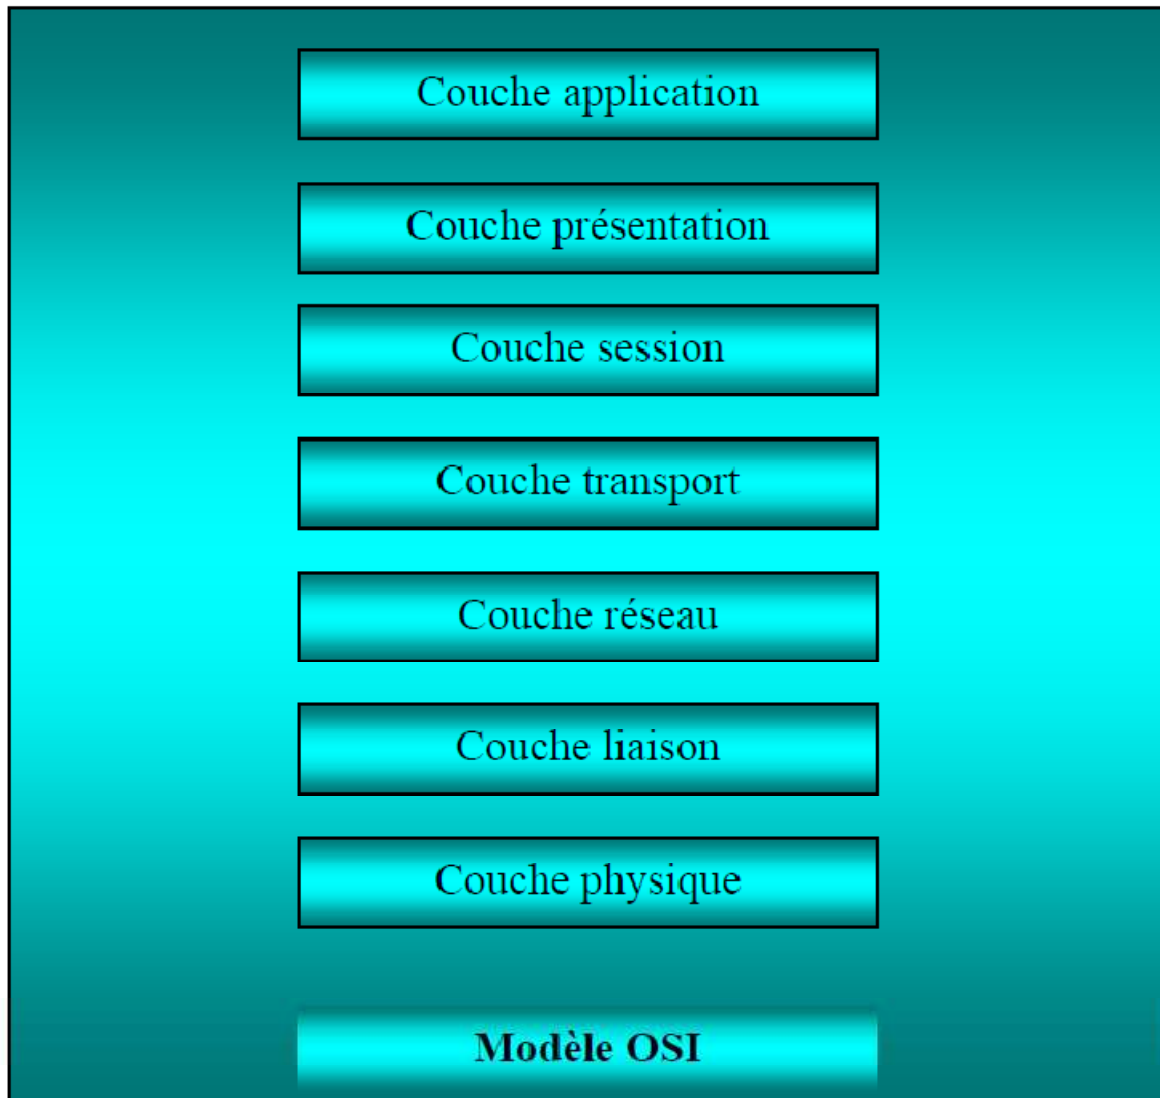 Couche application
Couche présentation
Couche session
Couche transport
Couche réseau
Couche liaison
Couche physique
Modèle OSI